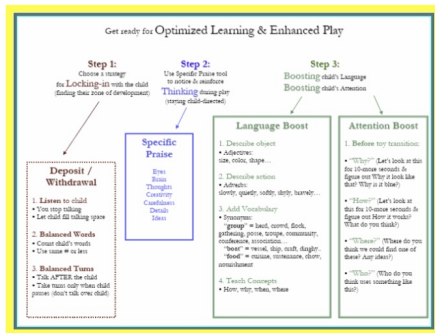 Get ready for Optimized Learning & Enhanced Play
Step 1:
Choose a strategy
for Locking-in with the child
(finding their zone of development)
Step 2:
Use Specific Praise tool
to notice & reinforce
Thinking during play
(staying child-directed)
Step 3:
Boosting child's Language
Boosting child's Attention
Deposit /
Withdrawal
1. Listen to child
• You stop talking
• Let child fill talking space
2. Balanced Words
• Count child's words
• Use same # or less
3. Balanced Turns
• Talk AFTER the child
• Take turns only when child
pauses (don't talk over child)
Specific
Praise
Eyes
Brain
Thoughts
Creativity
Carefulness
Details
Ideas
Language Boost
1. Describe object
• Adjectives:
size, color, shape…
2. Describe action
• Adverbs:
slowly, quietly, softly, shyly, bravely…
3. Add Vocabulary
• Synonyms:
"group" = herd, crowd, flock,
gathering, posse, troupe, community,
conference, association…
"boat" = vessel, ship, craft, dinghy..
"food" = cuisine, sustenance, chow,
nourishment
4. Teach Concepts
• How, why, when, where
Attention Boost
1. Before toy transition:
• "Why?" (Let's look at this
for 10-more seconds &
figure out Why it look like
that? Why is it blue?)
• "How?" (Let's look at this
for 10-more seconds &
figure out How it works?
What do you think?)
• "Where?" (Where do you
think we could find one of
these? Any ideas?)
• "Who?" (Who do you
think uses something like
this?)